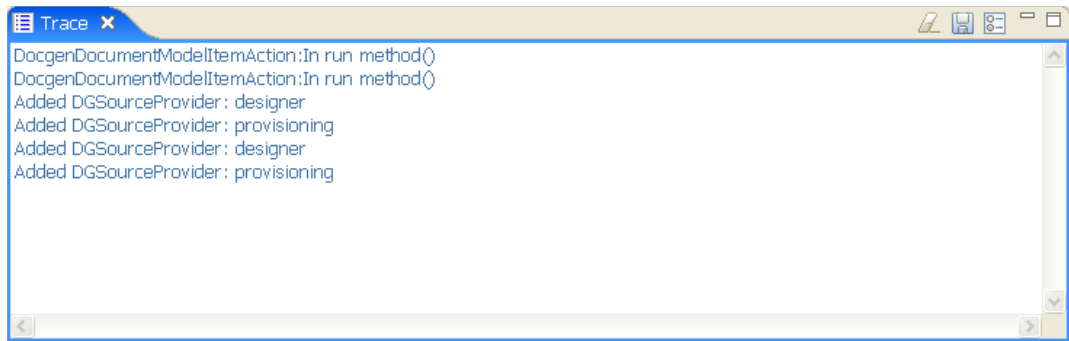 Trace
DocgenDocumentModelItemAction:In run method()
DocgenDocumentModelItemAction:In run method()
Added DGSourceProvider: designer
Added DGSourceProvider: provisioning
Added DGSourceProvider: designer
Added DGSourceProvider: provisioning